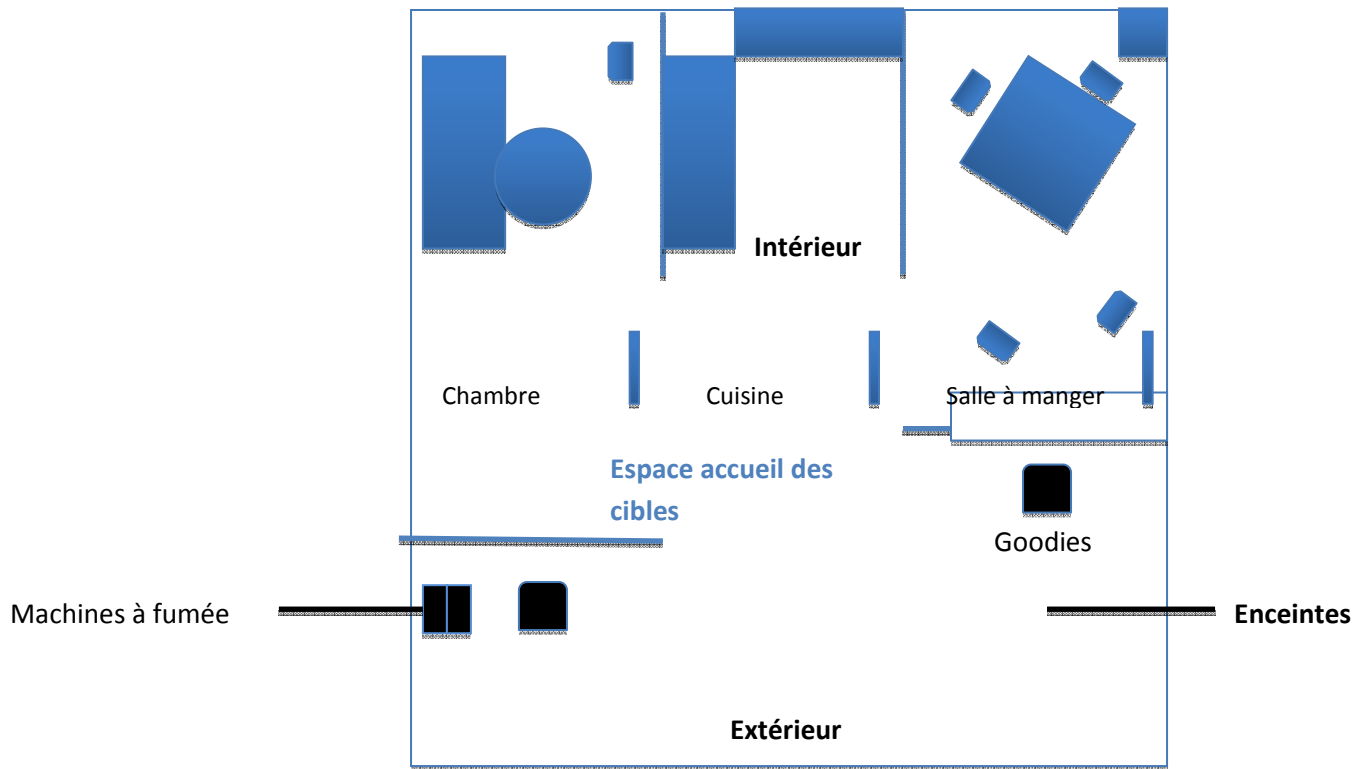 Intérieur
Chambre
Cuisine
Salle à manger
Espace accueil des
cibles
Goodies
Machines à fumée
Enceintes
Extérieur